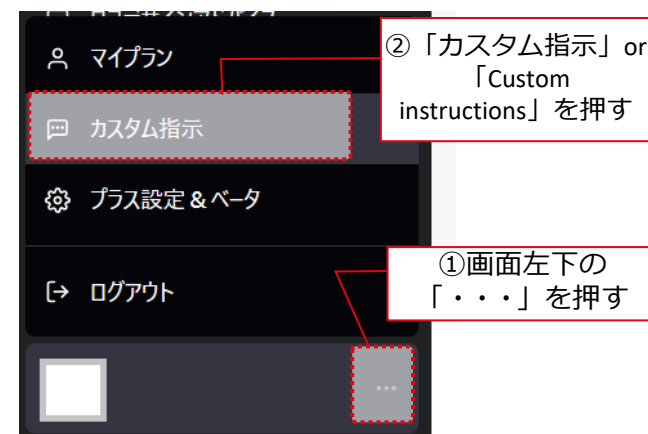 マイプラン
②「カスタム指示」or
「Custom
instructions」を押す
カスタム指示
プラス設定 & ベータ
①画面左下の
「・・・」を押す
ログアウト
...